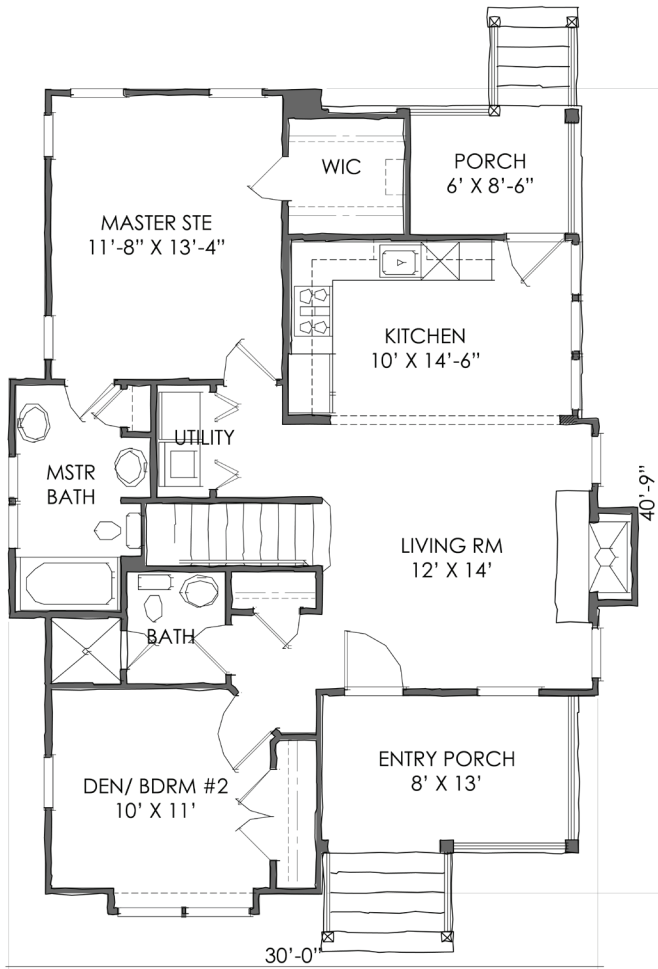 WIC
PORCH
6’ X 8’-6”
MASTER STE
11’-8” X 13’-4”
KITCHEN
10’ X 14’-6”
UTILITY
MSTR
BATH
40’-9”
LIVING RM
12’ X 14’
BATH
ENTRY PORCH
8’ X 13’
DEN/ BDRM #2
10’ X 11’
30’-0”